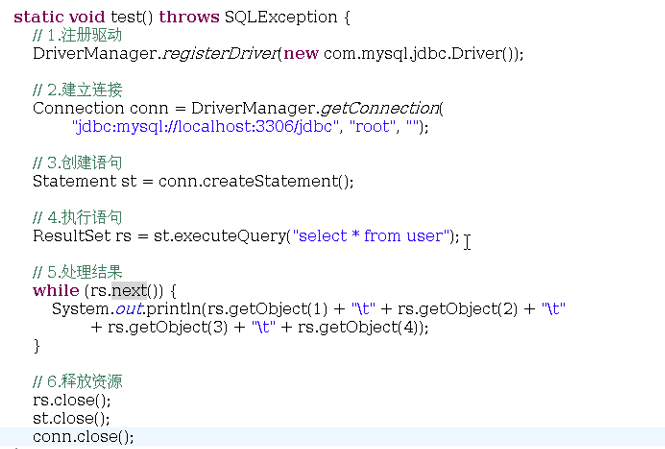 static void test() throws SQLException {
// 1.注册驱动
DriverManager.registerDriver(new com.mysql.jdbc.Driver());
// 2.建立连接
Connection conn = DriverManager.getConnection(
"jdbc:mysql://localhost:3306/jdbc", "root", "");
// 3.创建语句
Statement st = conn.createStatement();
// 4.执行语句
ResultSet rs = st.executeQuery("select * from user");
// 5.处理结果
while (rs.next()) {
System.out.println(rs.getObject(1) + "\t" + rs.getObject(2) + "\t"
+ rs.getObject(3) + "\t" + rs.getObject(4));
}
// 6.释放资源
rs.close();
st.close();
conn.close();